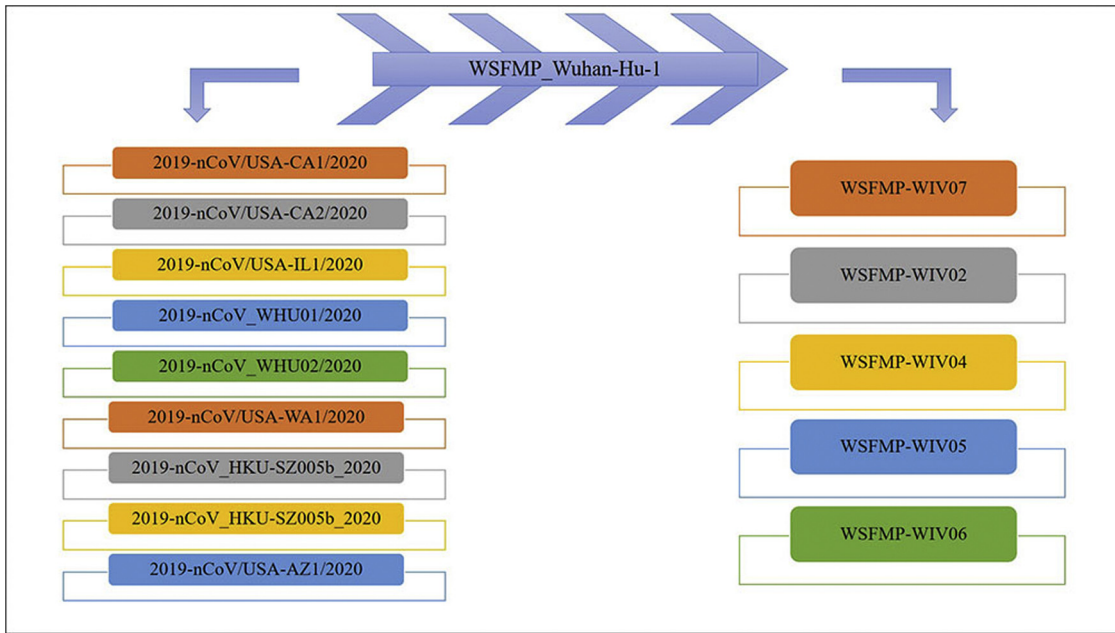 WSFMP_Wuhan-Hu-1
2019-nCoV/USA-CA1/2020
2019-nCoV/USA-CA2/2020
2019-nCoV/USA-IL1/2020
2019-nCoV_WHU01/2020
2019-nCoV_WHU02/2020
2019-nCoV/USA-WA1/2020
2019-nCoV_HKU-SZ005b_2020
2019-nCoV_HKU-SZ005b_2020
2019-nCoV/USA-AZ1/2020
WSFMP-WIV07
WSFMP-WIV02
WSFMP-WIV04
WSFMP-WIV05
WSFMP-WIV06